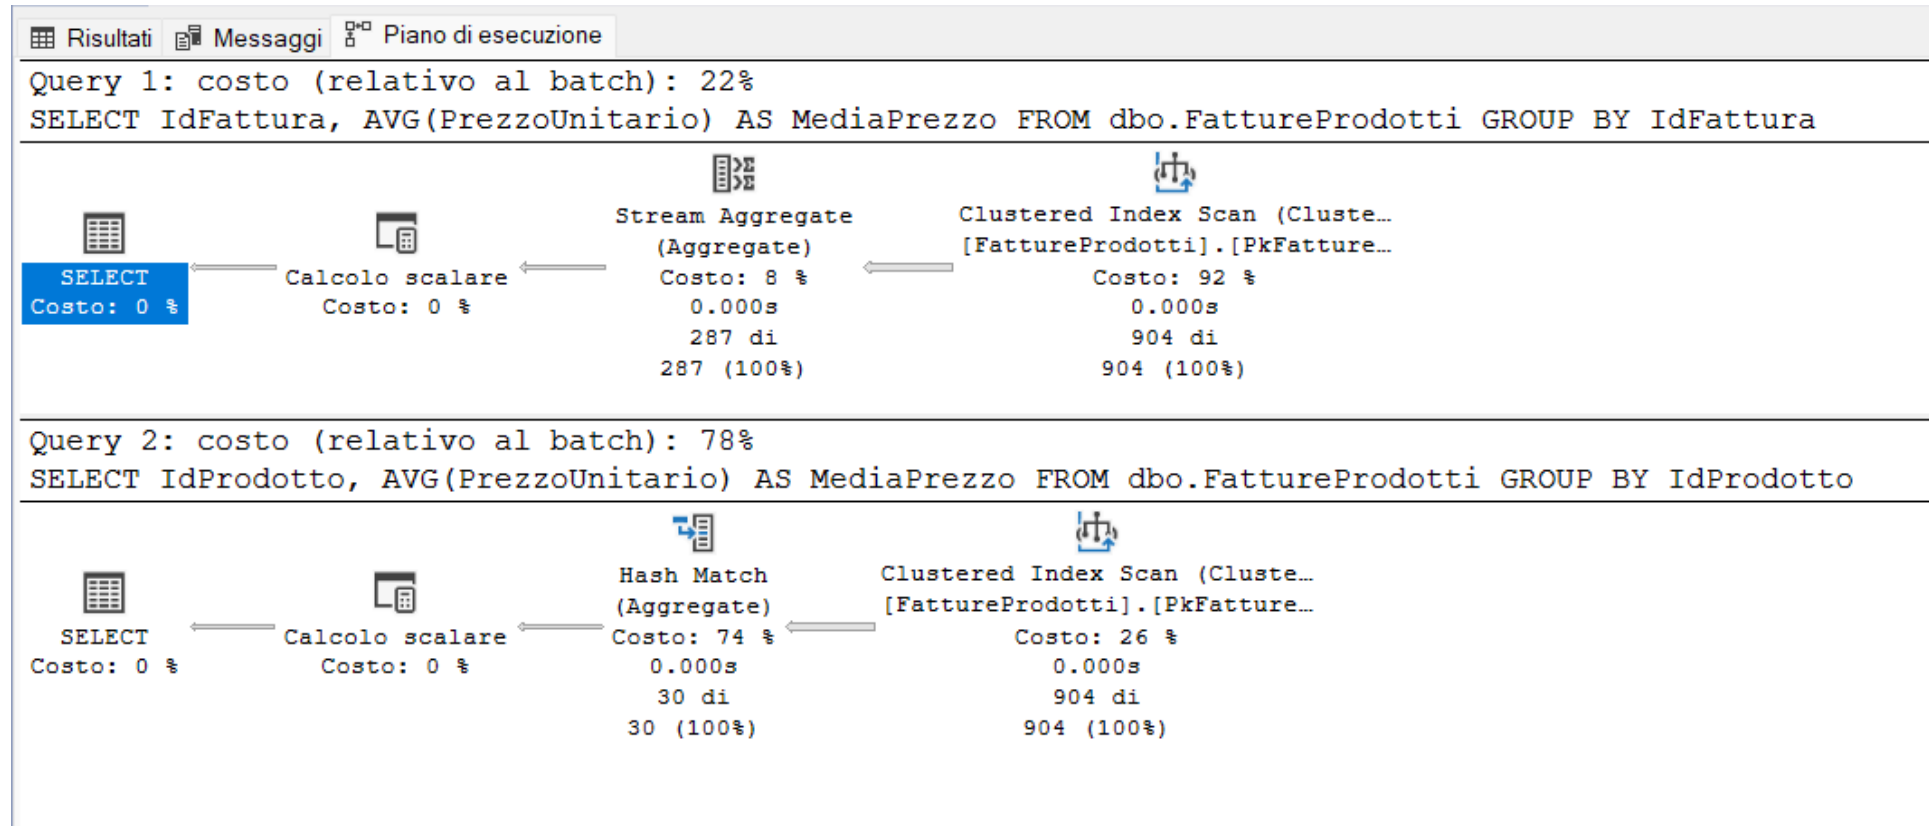 Risultati Messaggi Piano di esecuzione
Query 1: costo (relativo al batch): 22%
SELECT IdFattura, AVG(PrezzoUnitario) AS MediaPrezzo FROM dbo.FattureProdotti GROUP BY IdFattura
SELECT
Costo: 0 %
Calcolo scalare
Costo: 0 %
Stream Aggregate
(Aggregate)
Costo: 8 %
0.000s
287 di
287 (100%)
Clustered Index Scan (Cluste…
[FattureProdotti].[PkFatture…
Costo: 92 %
0.000s
904 di
904 (100%)
Query 2: costo (relativo al batch): 78%
SELECT IdProdotto, AVG(PrezzoUnitario) AS MediaPrezzo FROM dbo.FattureProdotti GROUP BY IdProdotto
SELECT
Costo: 0 %
Calcolo scalare
Costo: 0 %
Hash Match
(Aggregate)
Costo: 74 %
0.000s
30 di
30 (100%)
Clustered Index Scan (Cluste…
[FattureProdotti].[PkFatture…
Costo: 26 %
0.000s
904 di
904 (100%)